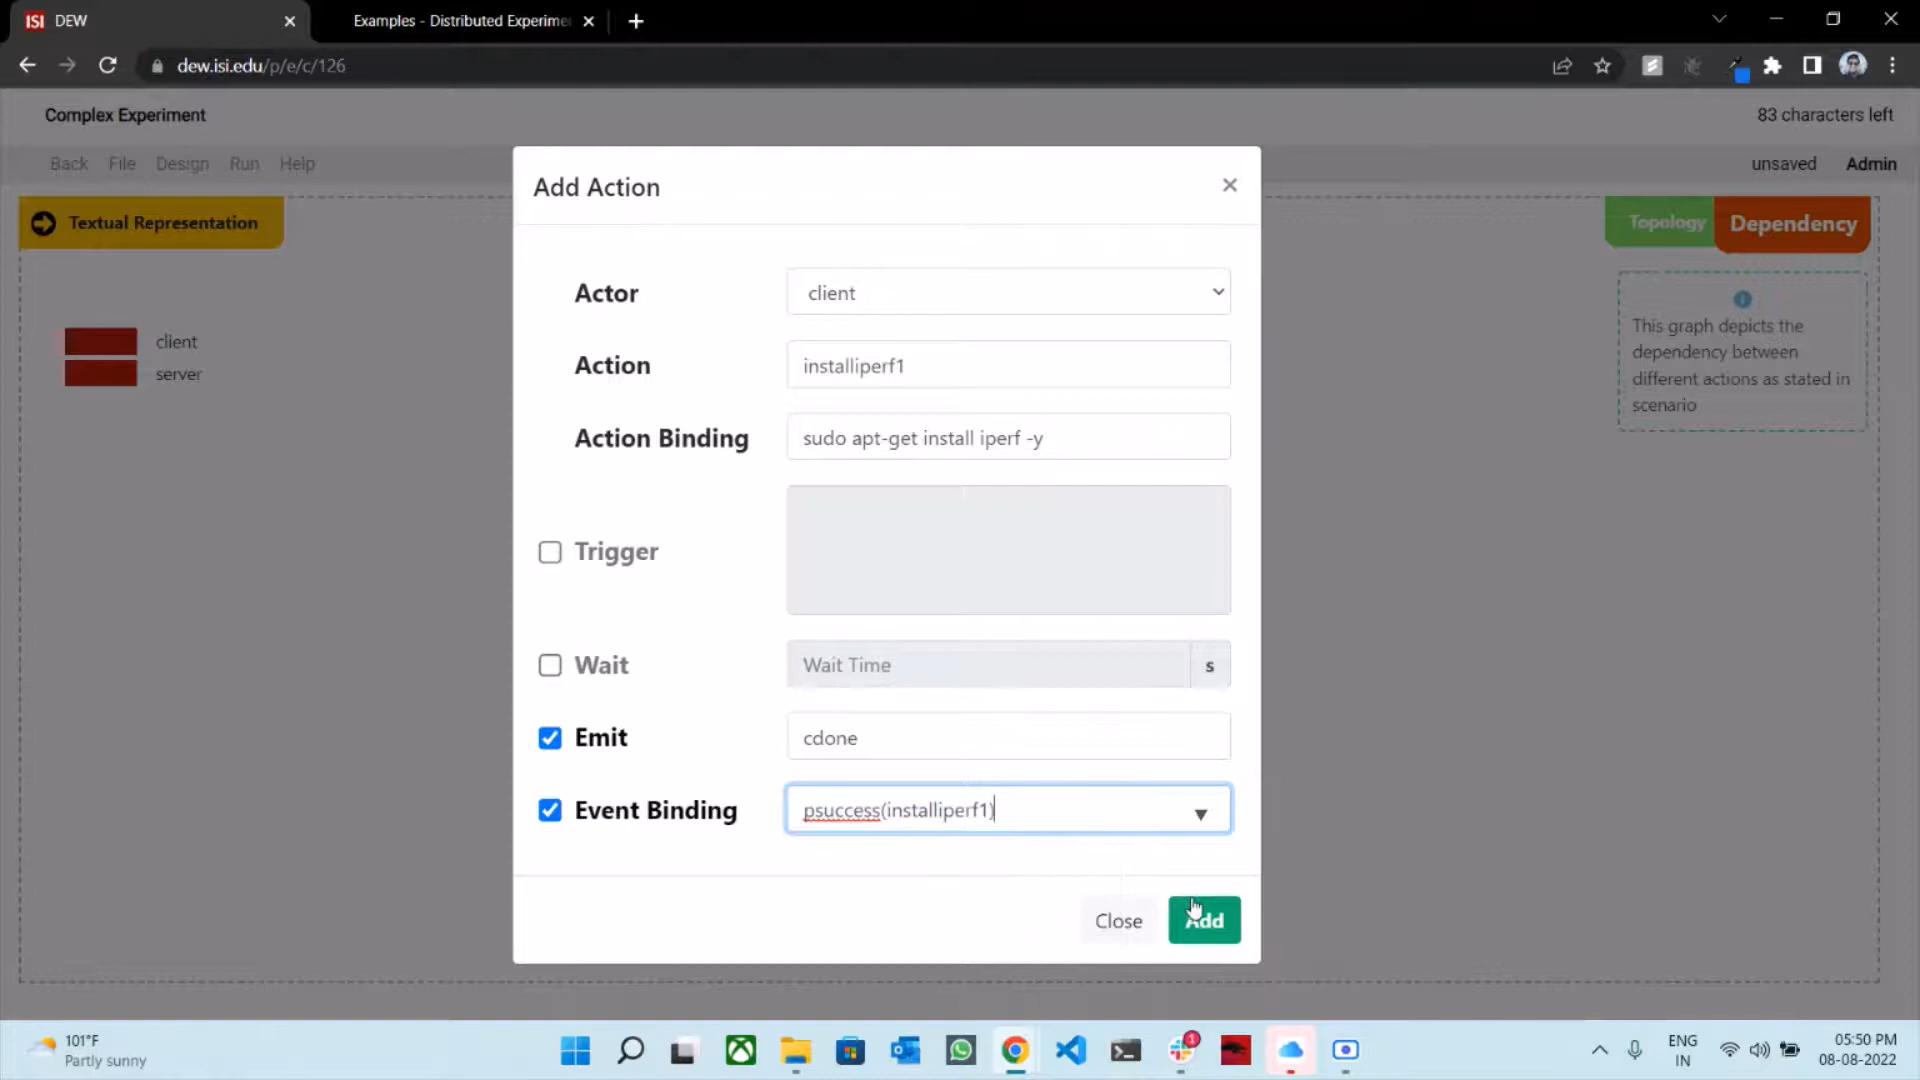 ISI DEW
Examples - Distributed Experime
dew.isi.edu/p/e/c/126
Complex Experiment
83 characters left
Back File Design Run Help
unsaved Admin
Textual Representation
Topology Dependency
client
server
This graph depicts the
dependency between
different actions as stated in
scenario
Add Action
Actor
client
Action
installiperf1
Action Binding
sudo apt-get install iperf -y
Trigger
Wait
Wait Time
s
Emit
cdone
Event Binding
psuccess(installiperf1)
Close
Add
101°F
Partly sunny
1
ENG
IN
05:50 PM
08-08-2022